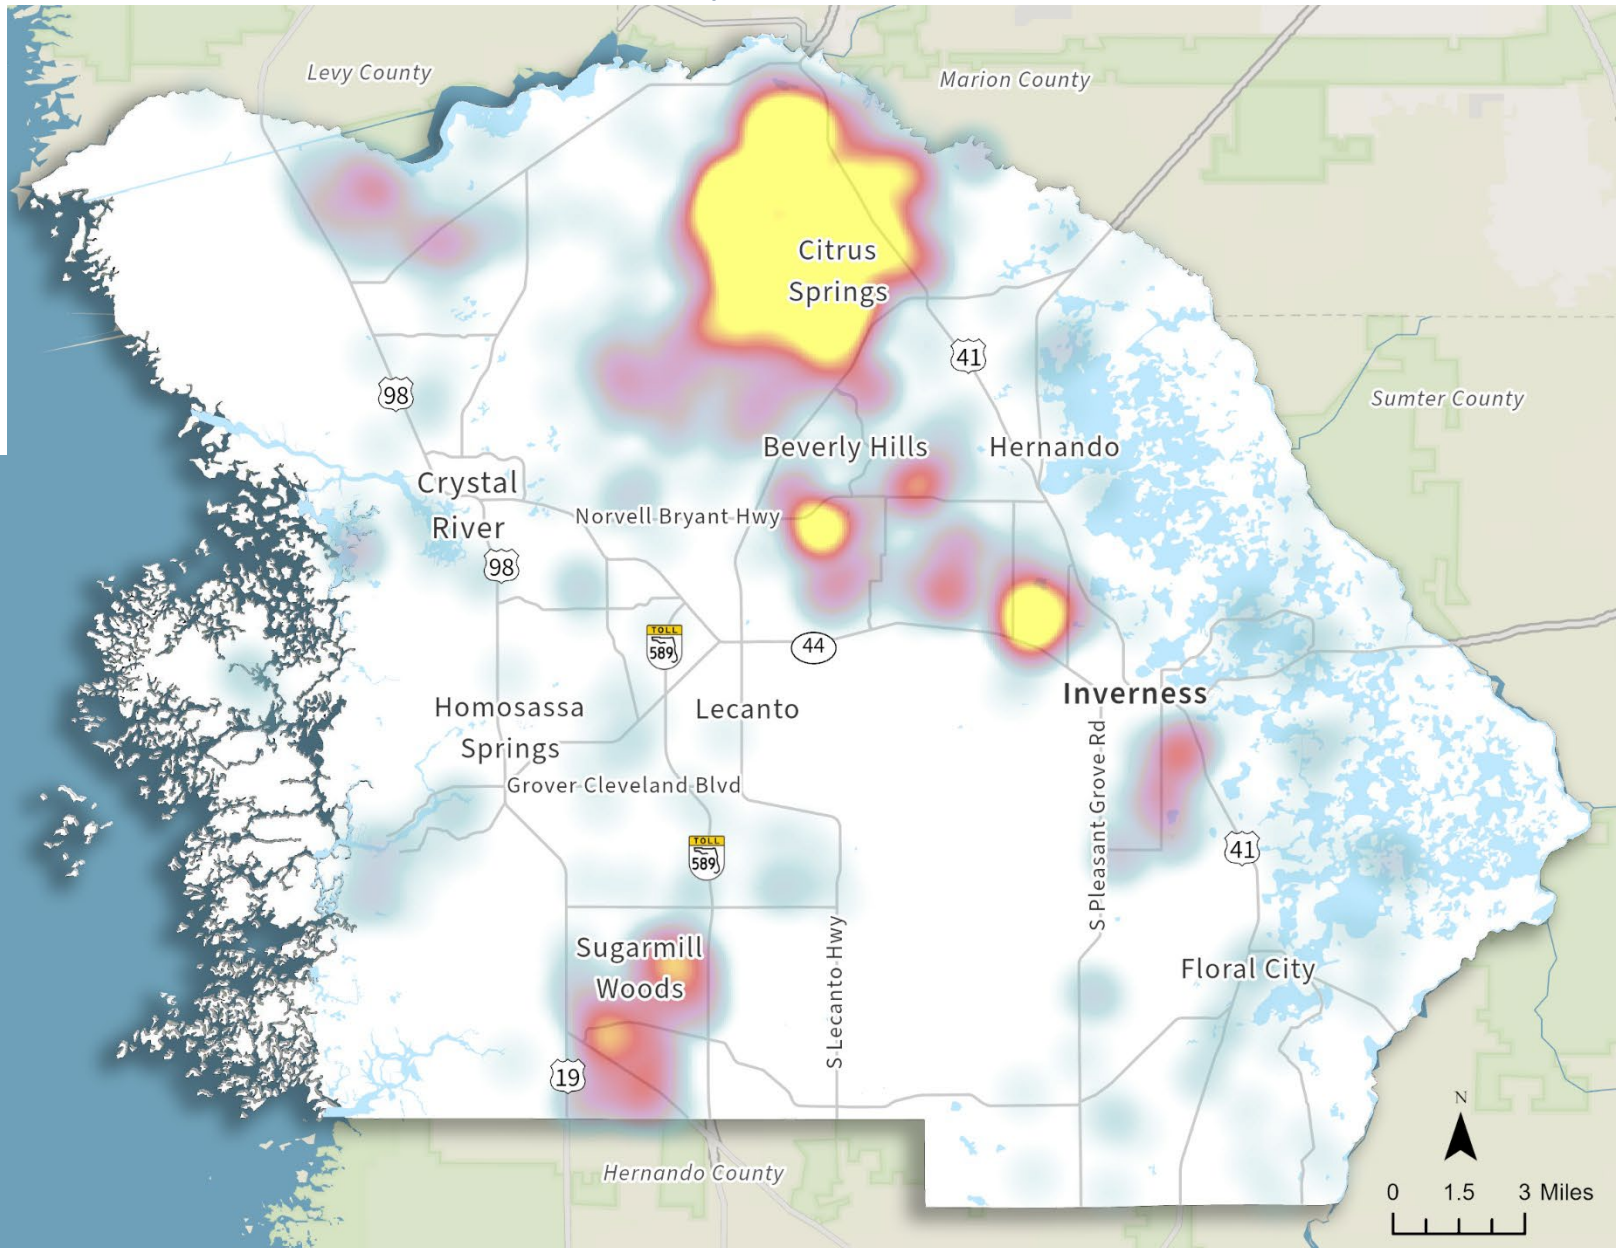 Levy County
Marion County
Citrus
Springs
41
98
Sumter County
Beverly Hills
Hernando
Crystal
River
Norvell Bryant Hwy
98
TOLL
589
44
Inverness
Homosassa
Springs
Lecanto
Grover Cleveland Blvd
S Pleasant Grove Rd
TOLL
589
41
Sugarmill
Woods
S Lecanto Hwy
Floral City
19
Hernando County
N
0 1.5 3 Miles